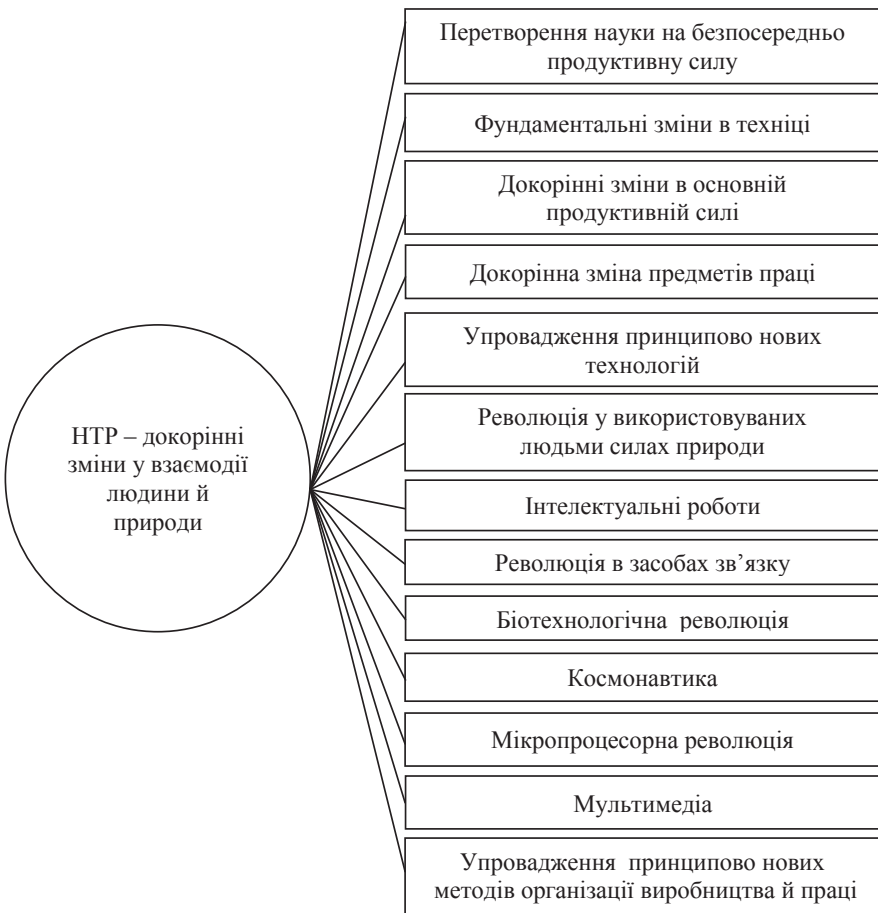 Перетворення науки на безпосередньо
продуктивну силу
Фундаментальні зміни в техніці
Докорінні зміни в основній
продуктивній силі
Докорінна зміна предметів праці
Упровадження принципово нових
технологій
Революція у використовуваних
людьми силах природи
Інтелектуальні роботи
Революція в засобах зв’язку
Біотехнологічна революція
Космонавтика
Мікропроцесорна революція
Мультимедіа
Упровадження принципово нових
методів організації виробництва й праці
НТР – докорінні
зміни у взаємодії
людини й
природи